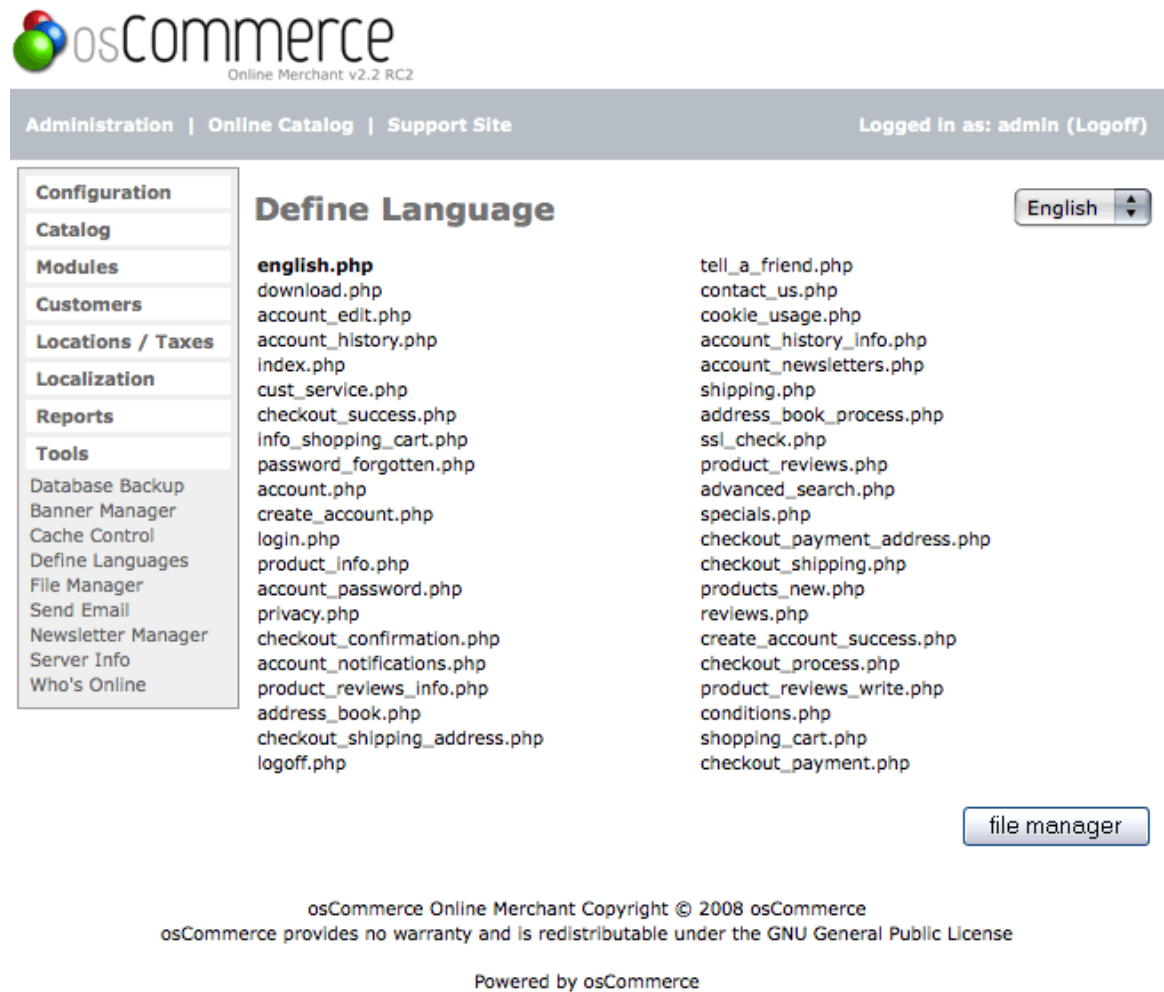 osCommerce
Online Merchant v2.2 RC2
Administration | Online Catalog | Support Site
Logged in as: admin (Logoff)
Configuration
Catalog
Modules
Customers
Locations / Taxes
Localization
Reports
Tools
Database Backup
Banner Manager
Cache Control
Define Languages
File Manager
Send Email
Newsletter Manager
Server Info
Who's Online
Define Language
English
english.php
download.php
account_edit.php
account_history.php
index.php
cust_service.php
checkout_success.php
info_shopping_cart.php
password_forgotten.php
account.php
create_account.php
login.php
product_info.php
account_password.php
privacy.php
checkout_confirmation.php
account_notifications.php
product_reviews_info.php
address_book.php
checkout_shipping_address.php
logoff.php
tell_a_friend.php
contact_us.php
cookie_usage.php
account_history_info.php
account_newsletters.php
shipping.php
address_book_process.php
ssl_check.php
product_reviews.php
advanced_search.php
specials.php
checkout_payment_address.php
checkout_shipping.php
products_new.php
reviews.php
create_account_success.php
checkout_process.php
product_reviews_write.php
conditions.php
shopping_cart.php
checkout_payment.php
file manager
osCommerce Online Merchant Copyright © 2008 osCommerce
osCommerce provides no warranty and is redistributable under the GNU General Public License
Powered by osCommerce